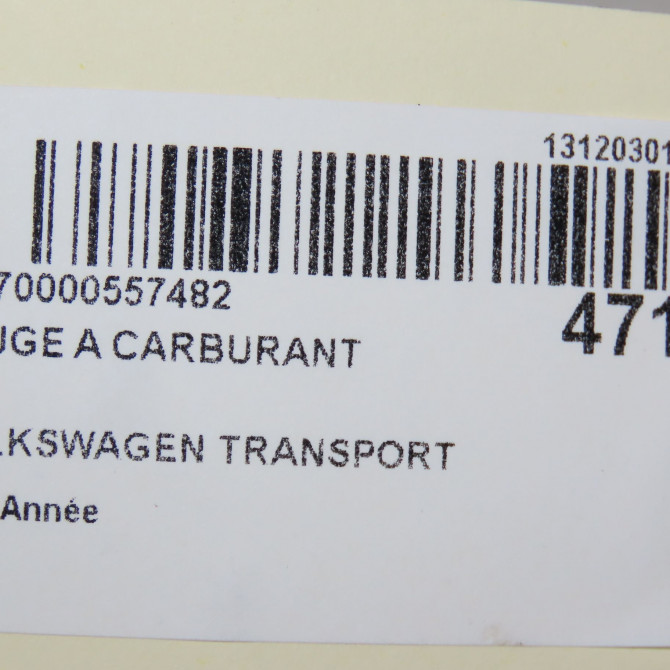 13120301
70000557482
471
UGE A CARBURANT
LKSWAGEN TRANSPORT
Année